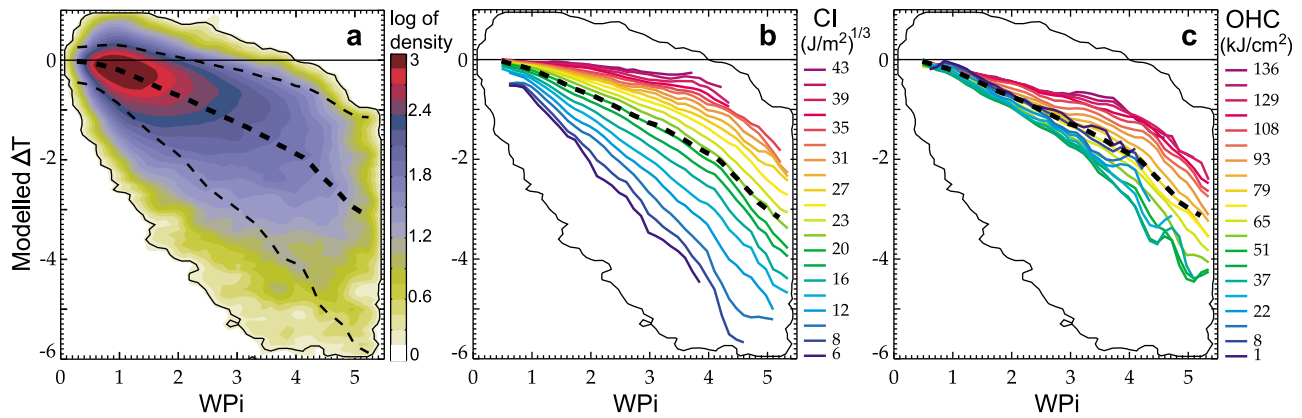 a
log of
density
3
2.4
1.8
1.2
0.6
0
Modelled ΔT
0
-2
-4
-6
0 1 2 3 4 5
WPi
b
CI
(J/m²)^1/3
43
39
35
31
27
23
20
16
12
8
6
0
-2
-4
-6
0 1 2 3 4 5
WPi
c
OHC
(kJ/cm²)
136
129
108
93
79
65
51
37
22
8
1
0
-2
-4
-6
0 1 2 3 4 5
WPi